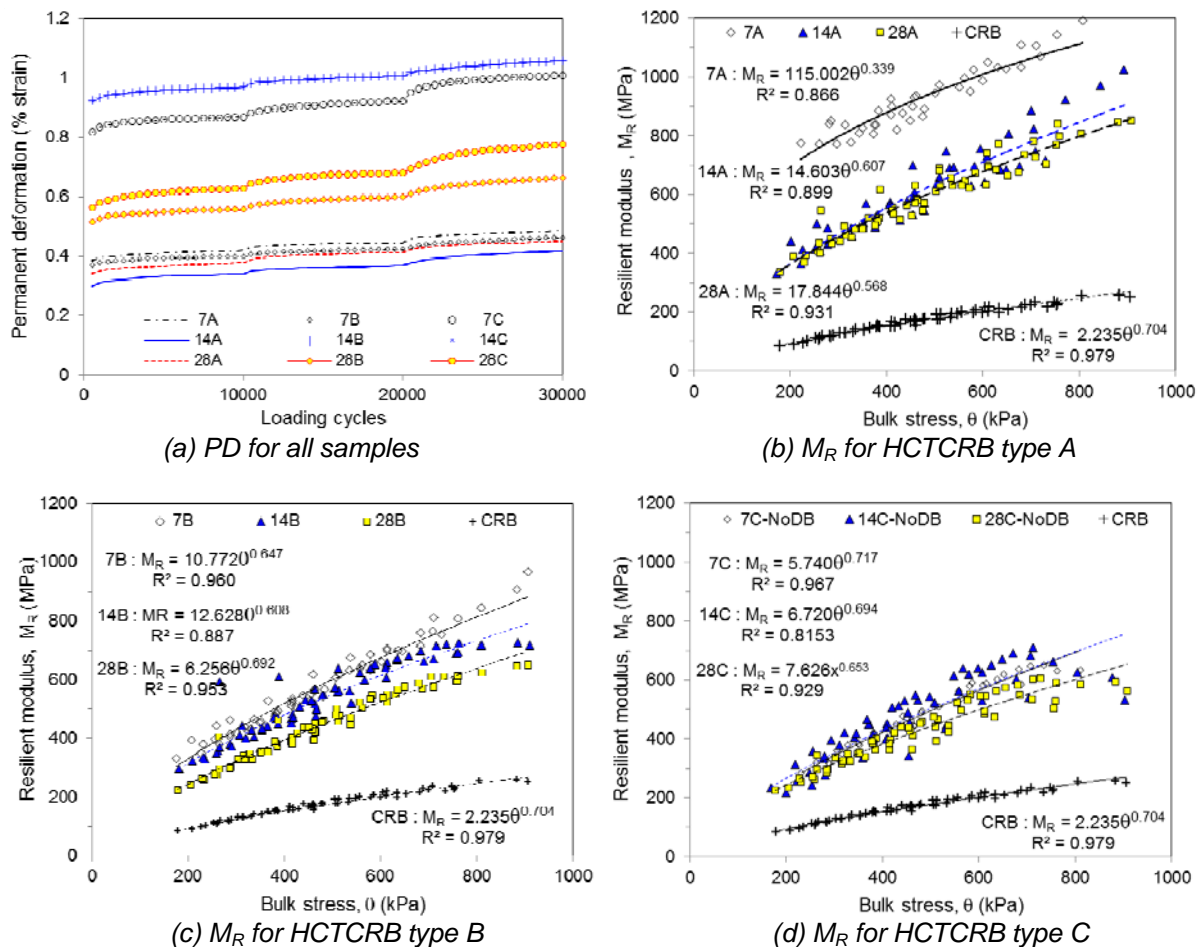 Permanent deformation (% strain)
1.2
1
0.8
0.6
0.4
0.2
0
7A 7B 7C
14A 14B 14C
28A 28B 28C
0 10000 20000 30000
Loading cycles
(a) PD for all samples
Resilient modulus , M_R (MPa)
1200
1000
800
600
400
200
0
7A 14A 28A CRB
7A : M_R = 115.002θ^0.339
R² = 0.866
14A : M_R = 14.603θ^0.607
R² = 0.899
28A : M_R = 17.844θ^0.568
R² = 0.931
CRB : M_R = 2.235θ^0.704
R² = 0.979
0 200 400 600 800 1000
Bulk stress, θ (kPa)
(b) M_R for HCTCRB type A
Resilient modulus, M_R (MPa)
1200
1000
800
600
400
200
0
7B 14B 28B CRB
7B : M_R = 10.772θ^0.647
R² = 0.960
14B : MR = 12.628θ^0.608
R² = 0.887
28B : M_R = 6.256θ^0.692
R² = 0.953
CRB : M_R = 2.235θ^0.704
R² = 0.979
0 200 400 600 800 1000
Bulk stress, θ (kPa)
(c) M_R for HCTCRB type B
Resilient modulus, M_R (MPa)
1200
1000
800
600
400
200
0
7C-NoDB 14C-NoDB 28C-NoDB CRB
7C : M_R = 5.740θ^0.717
R² = 0.967
14C : M_R = 6.720θ^0.694
R² = 0.8153
28C : M_R = 7.626x^0.653
R² = 0.929
CRB : M_R = 2.235θ^0.704
R² = 0.979
0 200 400 600 800 1000
Bulk stress, θ (kPa)
(d) M_R for HCTCRB type C